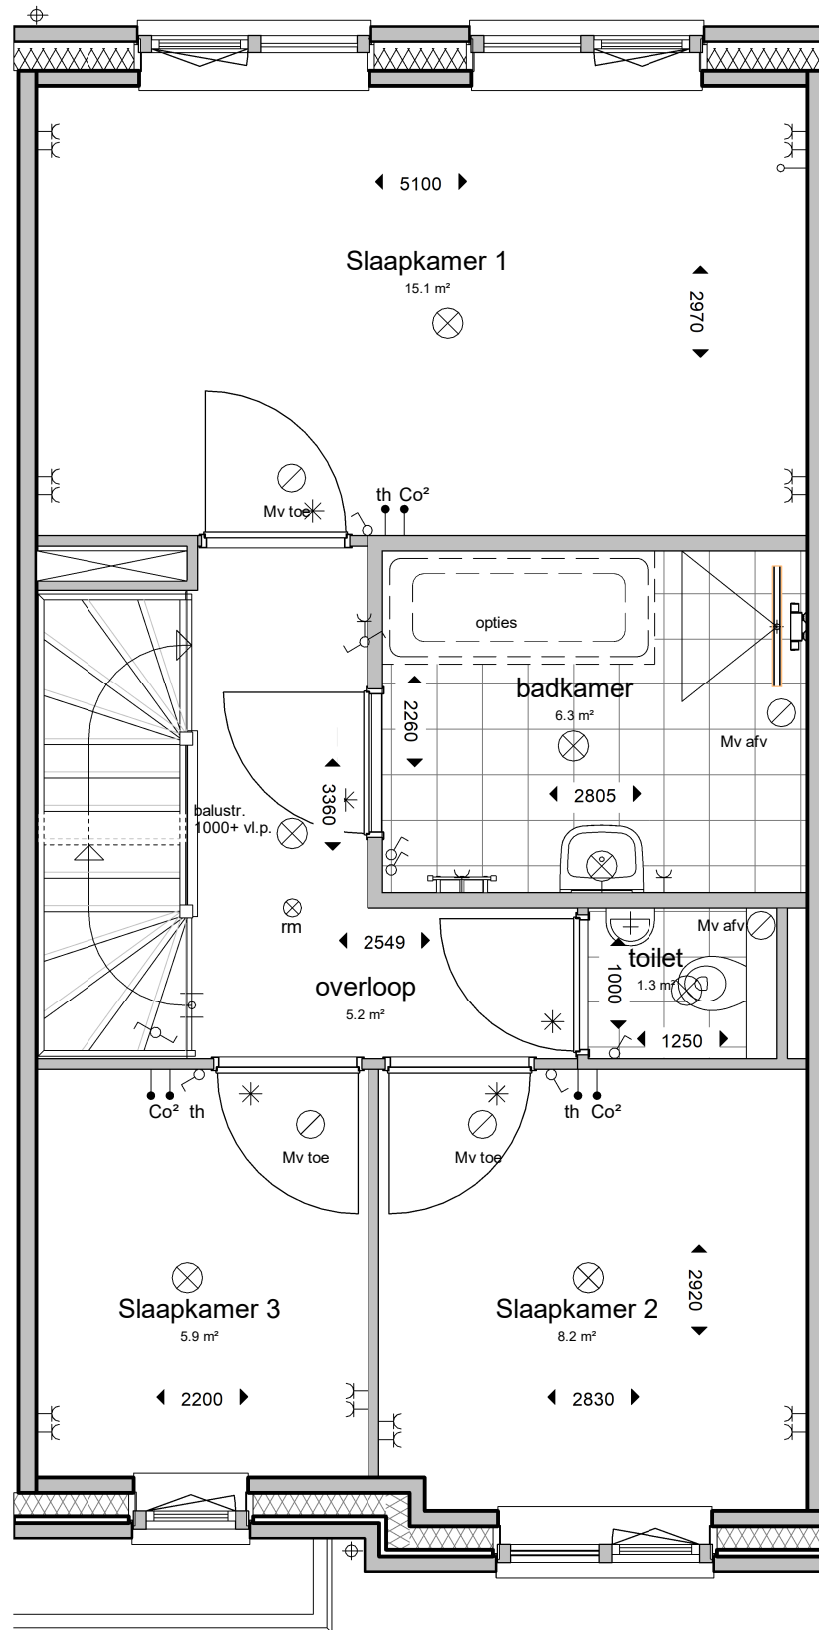 5100
Slaapkamer 1
15.1 m²
2970
Mv toe
th Co²
opties
badkamer
6.3 m²
2260
Mv afv
2805
3360
balustr.
1000+ vl.p.
rm
2549
Mv afv
toilet
1.3 m²
1000
overloop
5.2 m²
1250
Co² th
th Co²
Mv toe
Mv toe
Slaapkamer 3
5.9 m²
Slaapkamer 2
8.2 m²
2920
2200
2830